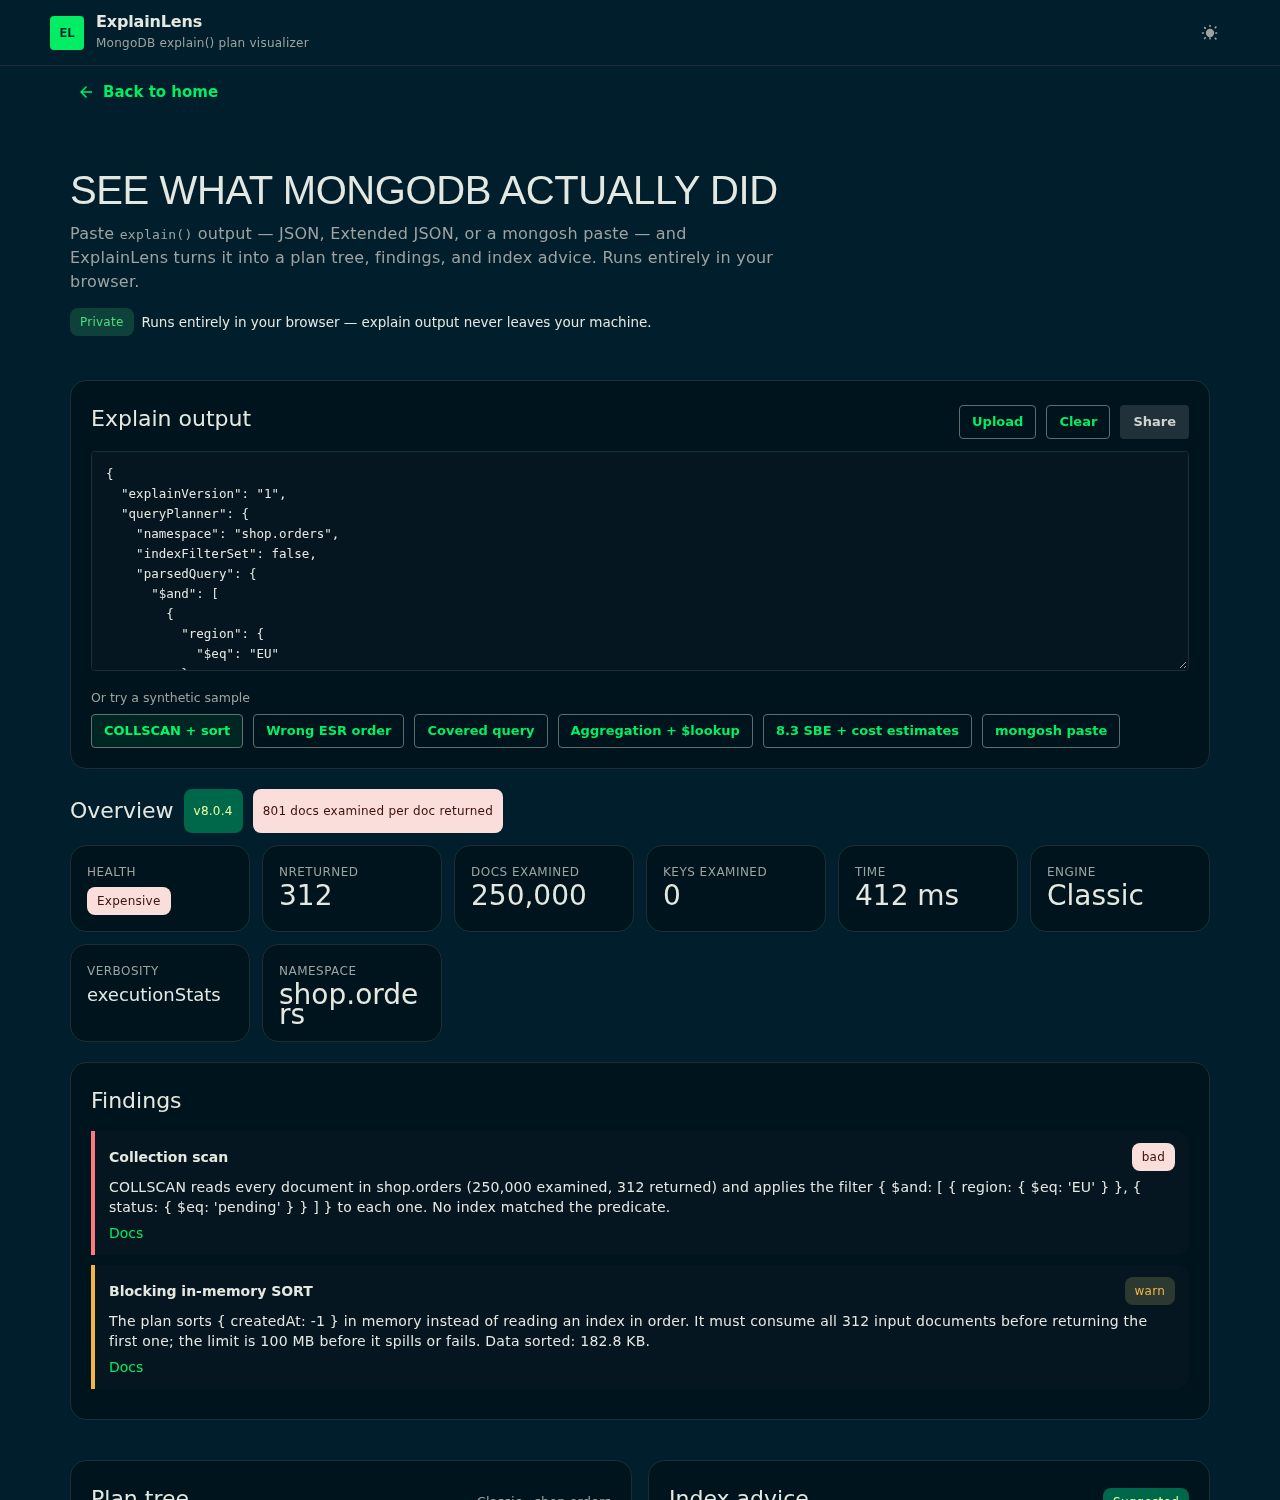 EL
ExplainLens
MongoDB explain() plan visualizer
← Back to home
SEE WHAT MONGODB ACTUALLY DID
Paste explain() output — JSON, Extended JSON, or a mongosh paste — and
ExplainLens turns it into a plan tree, findings, and index advice. Runs entirely in your
browser.
Private Runs entirely in your browser — explain output never leaves your machine.
Explain output
Upload Clear Share
{
  "explainVersion": "1",
  "queryPlanner": {
    "namespace": "shop.orders",
    "indexFilterSet": false,
    "parsedQuery": {
      "$and": [
        {
          "region": {
            "$eq": "EU"
          }
Or try a synthetic sample
COLLSCAN + sort Wrong ESR order Covered query Aggregation + $lookup 8.3 SBE + cost estimates mongosh paste
Overview v8.0.4 801 docs examined per doc returned
HEALTH
Expensive
NRETURNED
312
DOCS EXAMINED
250,000
KEYS EXAMINED
0
TIME
412 ms
ENGINE
Classic
VERBOSITY
executionStats
NAMESPACE
shop.orde
rs
Findings
Collection scan bad
COLLSCAN reads every document in shop.orders (250,000 examined, 312 returned) and applies the filter { $and: [ { region: { $eq: 'EU' } }, {
status: { $eq: 'pending' } } ] } to each one. No index matched the predicate.
Docs
Blocking in-memory SORT warn
The plan sorts { createdAt: -1 } in memory instead of reading an index in order. It must consume all 312 input documents before returning the
first one; the limit is 100 MB before it spills or fails. Data sorted: 182.8 KB.
Docs
Plan tree Classic · shop.orders
Index advice Suggested